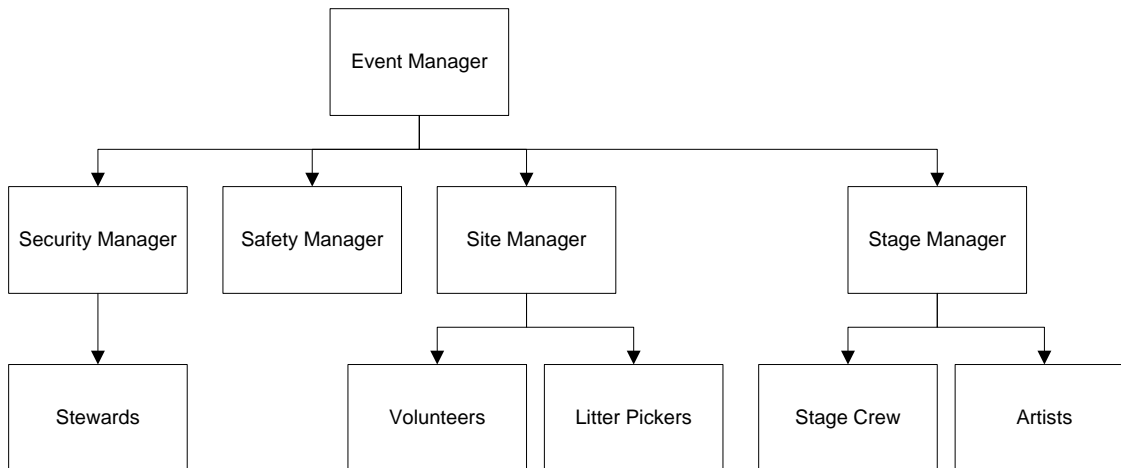 Event Manager
Security Manager
Safety Manager
Site Manager
Stage Manager
Stewards
Volunteers
Litter Pickers
Stage Crew
Artists